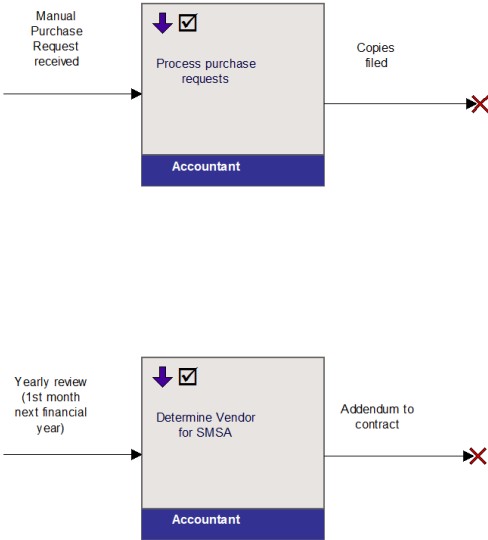 Manual
Purchase
Request
received
Process purchase
requests
Copies
filed
Accountant
Yearly review
(1st month
next financial
year)
Determine Vendor
for SMSA
Addendum to
contract
Accountant